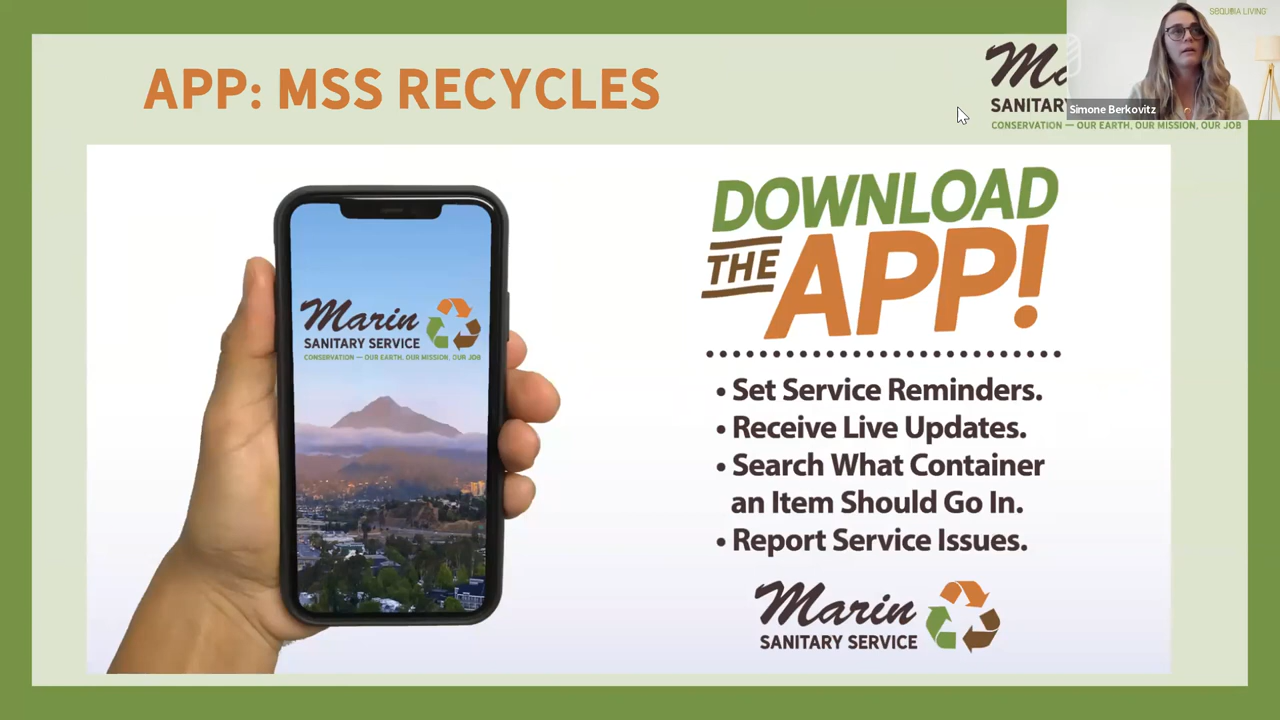 SEQUOIA LIVING
APP: MSS RECYCLES
SANITARY
Simone Berkovitz
CONSERVATION — OUR EARTH, OUR MISSION, OUR JOB
DOWNLOAD
THE APP!
Marin
SANITARY SERVICE
CONSERVATION — OUR EARTH, OUR MISSION, OUR JOB
• Set Service Reminders.
• Receive Live Updates.
• Search What Container
an Item Should Go In.
• Report Service Issues.
Marin
SANITARY SERVICE